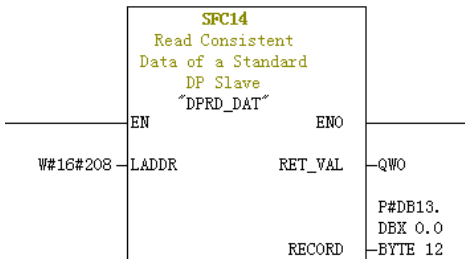 SFC14
Read Consistent
Data of a Standard
DP Slave
"DPRD_DAT"
EN ENO
W#16#208 LADDR RET_VAL QW0
P#DB13.
DBX 0.0
RECORD BYTE 12